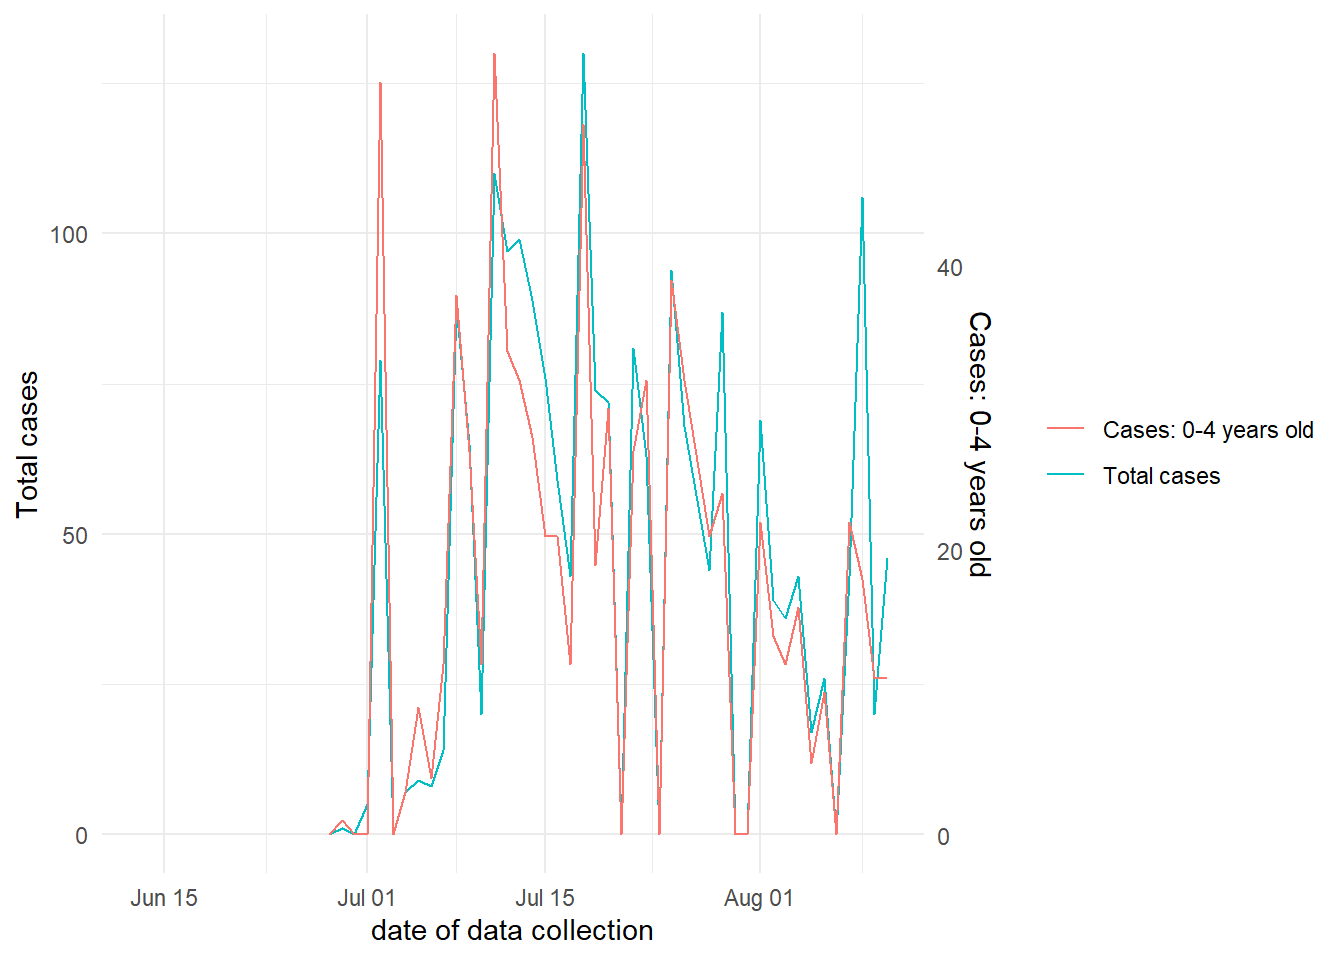 Total cases
100
50
0
40
20
0
Cases: 0-4 years old
Jun 15
Jul 01
Jul 15
Aug 01
date of data collection
Cases: 0-4 years old
Total cases